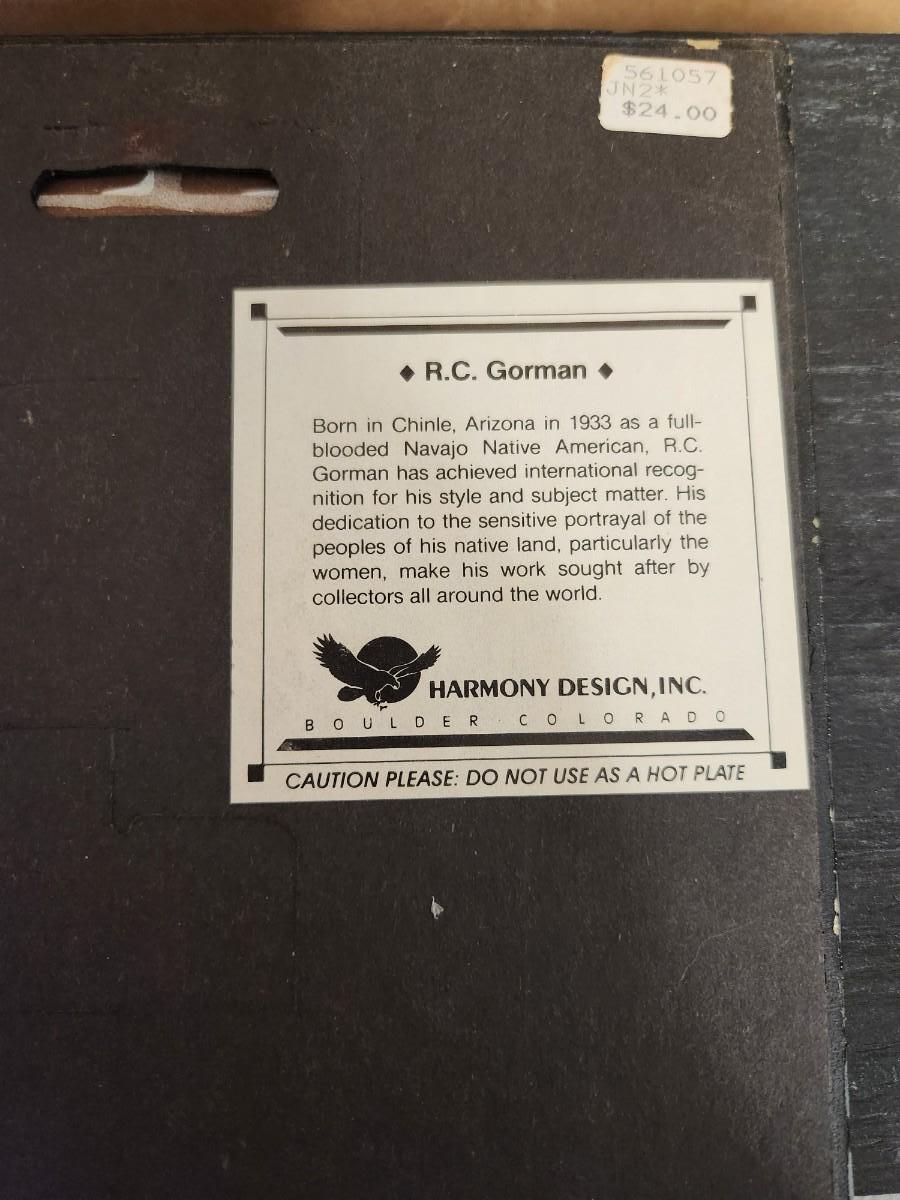 561057
JN2*
$24.00
♦ R.C. Gorman ♦
Born in Chinle, Arizona in 1933 as a full-
blooded Navajo Native American, R.C.
Gorman has achieved international recog-
nition for his style and subject matter. His
dedication to the sensitive portrayal of the
peoples of his native land, particularly the
women, make his work sought after by
collectors all around the world.
HARMONY DESIGN, INC.
BOULDER COLORADO
CAUTION PLEASE: DO NOT USE AS A HOT PLATE